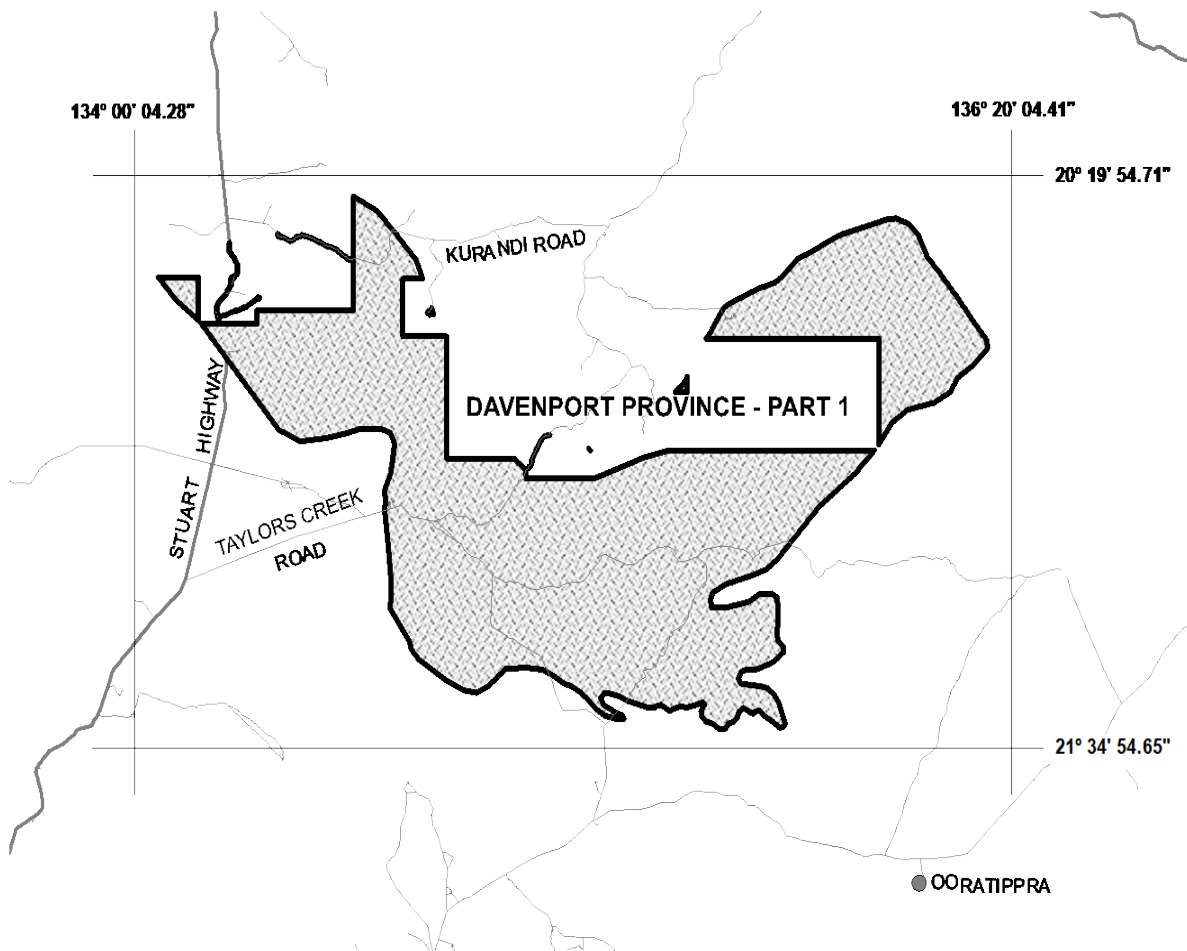 134° 00' 04.28"
136° 20' 04.41"
20° 19' 54.71"
KURANDI ROAD
DAVENPORT PROVINCE - PART 1
STUART HIGHWAY
TAYLORS CREEK
ROAD
21° 34' 54.65"
OORATIPPRA